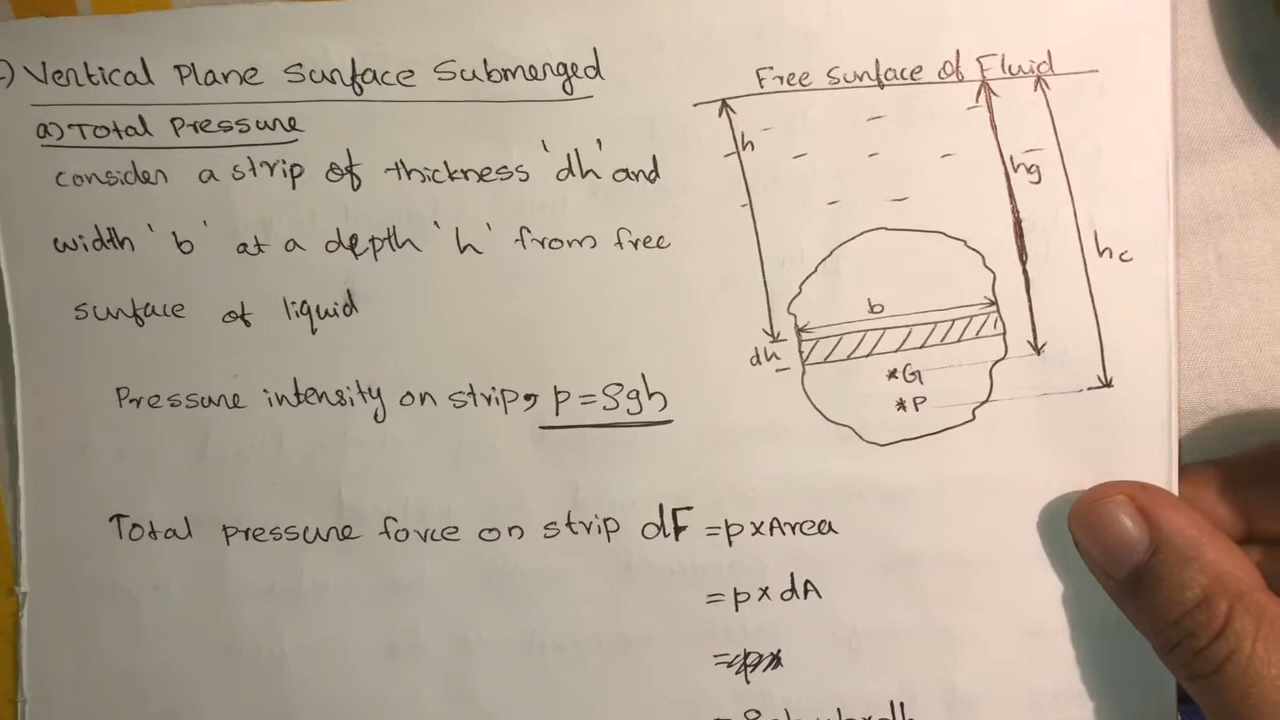 Vertical Plane Surface Submerged
a) Total Pressure
consider a strip of thickness 'dh' and
width 'b' at a depth 'h' from free
surface of liquid
Pressure intensity on strip, p = ρgh
Total pressure force on strip dF = p x Area
= p x dA
Free Surface of Fluid
h
hg
hc
b
dh
*G
*P